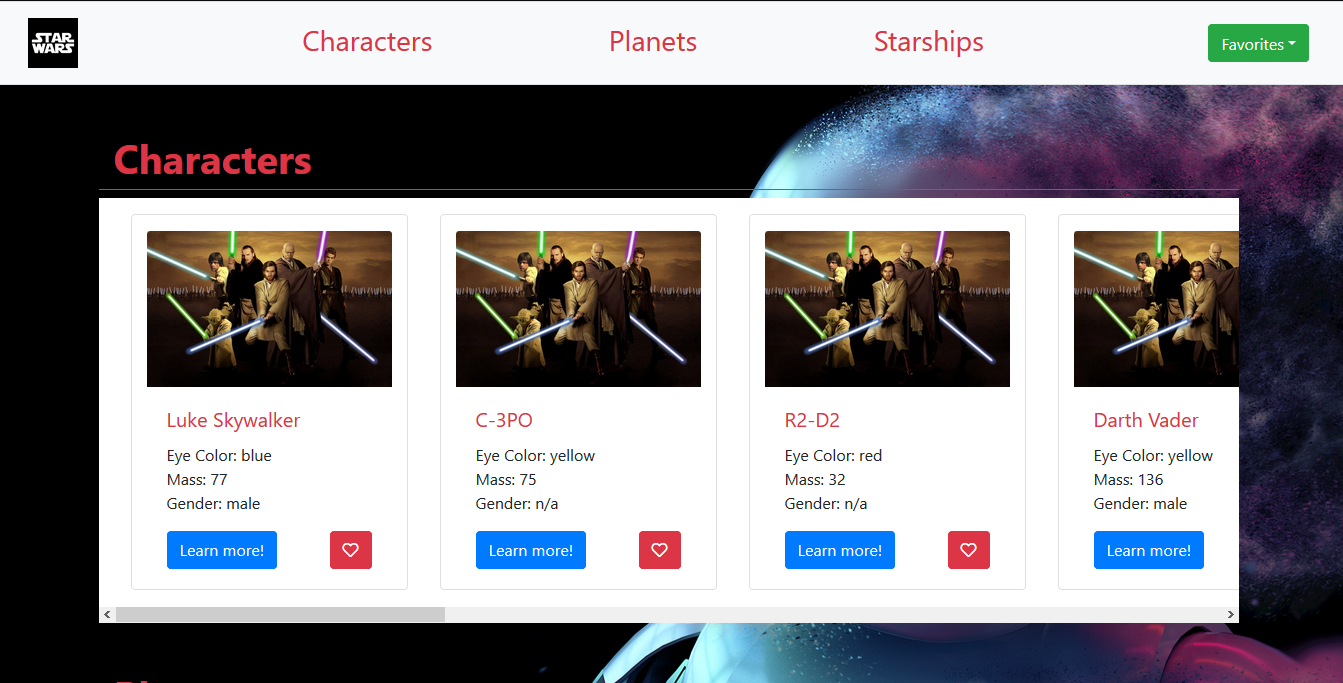 STAR
WARS
Characters
Planets
Starships
Favorites
Characters
Luke Skywalker
Eye Color: blue
Mass: 77
Gender: male
Learn more!
C-3PO
Eye Color: yellow
Mass: 75
Gender: n/a
Learn more!
R2-D2
Eye Color: red
Mass: 32
Gender: n/a
Learn more!
Darth Vader
Eye Color: yellow
Mass: 136
Gender: male
Learn more!